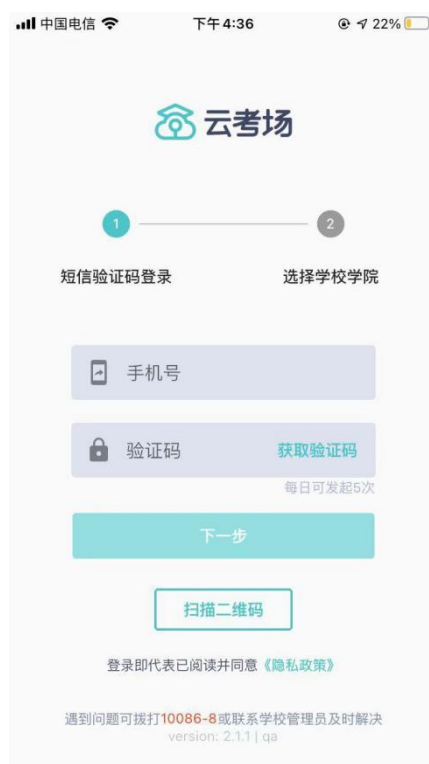 中国电信 下午4:36 22%
云考场
1 2
短信验证码登录 选择学校学院
手机号
验证码 获取验证码
每日可发起5次
下一步
扫描二维码
登录即代表已阅读并同意《隐私政策》
遇到问题可拨打10086-8或联系学校管理员及时解决
version: 2.1.1 | qa